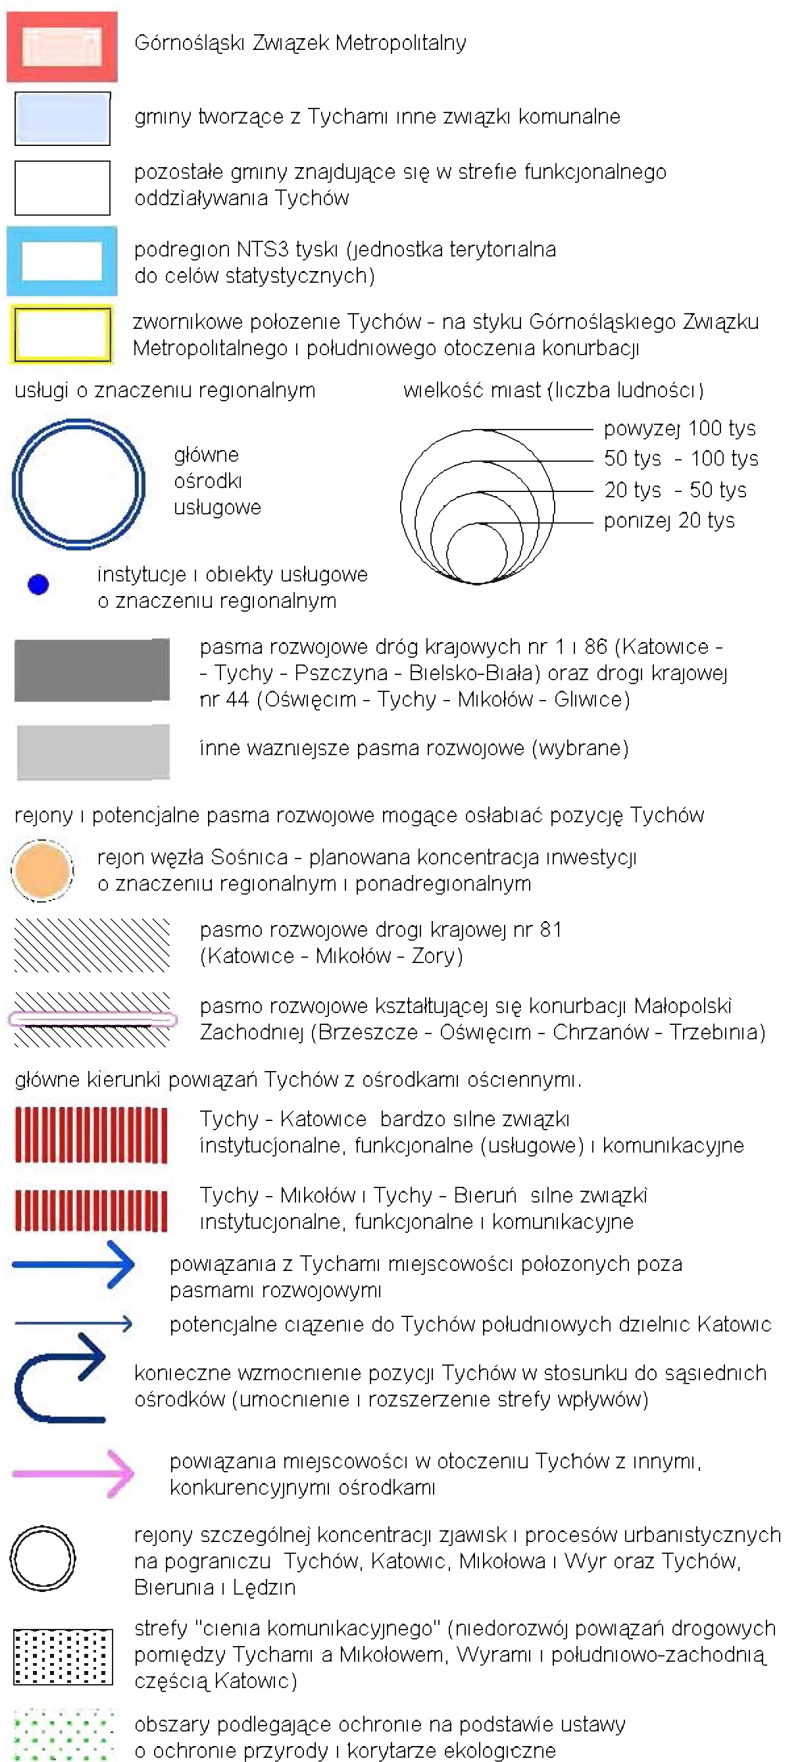 Górnośląski Związek Metropolitalny
gminy tworzące z Tychami inne związki komunalne
pozostałe gminy znajdujące się w strefie funkcjonalnego
oddziaływania Tychów
podregion NTS3 tyski (jednostka terytorialna
do celów statystycznych)
zwornikowe połozenie Tychów - na styku Górnośląskiego Związku
Metropolitalnego i południowego otoczenia konurbacji
usługi o znaczeniu regionalnym
główne
ośrodki
usługowe
instytucje i obiekty usługowe
o znaczeniu regionalnym
wielkość miast (liczba ludności)
powyzej 100 tys
50 tys - 100 tys
20 tys - 50 tys
ponizej 20 tys
pasma rozwojowe dróg krajowych nr 1 i 86 (Katowice -
- Tychy - Pszczyna - Bielsko-Biała) oraz drogi krajowej
nr 44 (Oświęcim - Tychy - Mikołów - Gliwice)
inne wazniejsze pasma rozwojowe (wybrane)
rejony i potencjalne pasma rozwojowe mogące osłabiać pozycję Tychów
rejon węzła Sośnica - planowana koncentracja inwestycji
o znaczeniu regionalnym i ponadregionalnym
pasmo rozwojowe drogi krajowej nr 81
(Katowice - Mikołów - Zory)
pasmo rozwojowe kształtującej się konurbacji Małopolski
Zachodniej (Brzeszcze - Oświęcim - Chrzanów - Trzebinia)
główne kierunki powiązań Tychów z ośrodkami ościennymi.
Tychy - Katowice bardzo silne związki
instytucjonalne, funkcjonalne (usługowe) i komunikacyjne
Tychy - Mikołów i Tychy - Bieruń silne związki
instytucjonalne, funkcjonalne i komunikacyjne
powiązania z Tychami miejscowości połozonych poza
pasmami rozwojowymi
potencjalne ciązenie do Tychów południowych dzielnic Katowic
konieczne wzmocnienie pozycji Tychów w stosunku do sąsiednich
ośrodków (umocnienie i rozszerzenie strefy wpływów)
powiązania miejscowości w otoczeniu Tychów z innymi,
konkurencyjnymi ośrodkami
rejony szczególnej koncentracji zjawisk i procesów urbanistycznych
na pograniczu Tychów, Katowic, Mikołowa i Wyr oraz Tychów,
Bierunia i Lędzin
strefy "cienia komunikacyjnego" (niedorozwój powiązań drogowych
pomiędzy Tychami a Mikołowem, Wyrami i południowo-zachodnią
częścią Katowic)
obszary podlegające ochronie na podstawie ustawy
o ochronie przyrody i korytarze ekologiczne